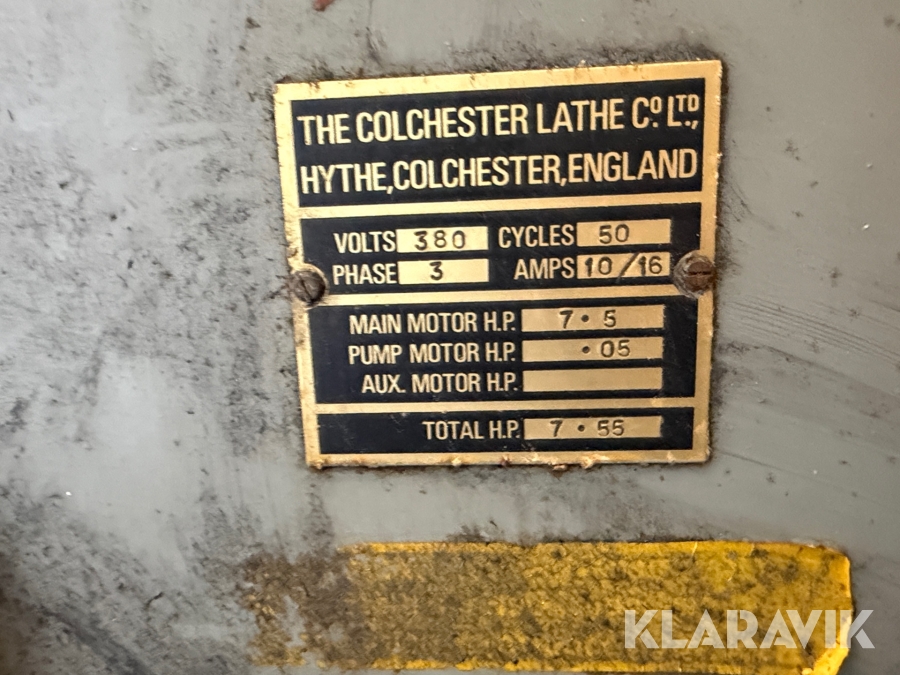 THE COLCHESTER LATHE Cº. LTD.,
HYTHE, COLCHESTER, ENGLAND
VOLTS 380 CYCLES 50
PHASE 3 AMPS 10/16
MAIN MOTOR H.P. 7.5
PUMP MOTOR H.P. .05
AUX. MOTOR H.P.
TOTAL H.P. 7.55
KLARAVIK